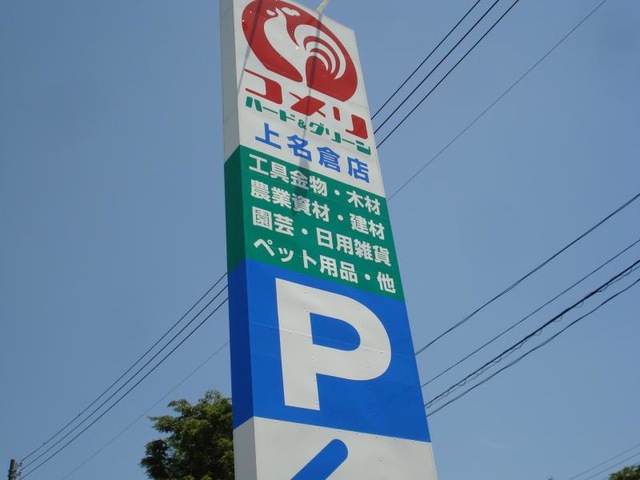 コメリ
ハード&グリーン
上名倉店
工具金物・木材
農業資材・建材
園芸・日用雑貨
ペット用品・他
P